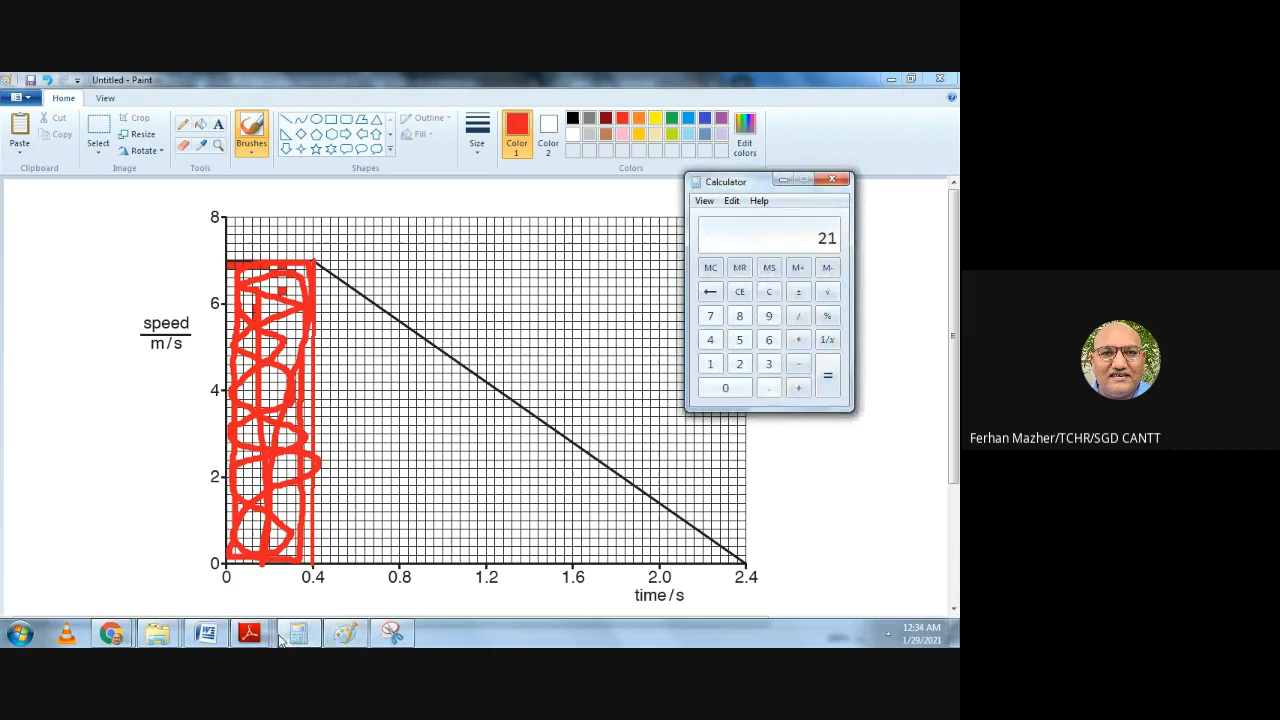 Untitled - Paint
Home View
Paste
Cut
Copy
Clipboard
Select
Crop
Resize
Rotate
Image
A
Tools
Brushes
Outline
Fill
Shapes
Size
Color 1
Color 2
Edit colors
Colors
Calculator
View Edit Help
21
MC MR MS M+ M-
← CE C ± √
7 8 9 / %
4 5 6 * 1/x
1 2 3 - =
0 . +
8
6
4
2
0
speed
m/s
0 0.4 0.8 1.2 1.6 2.0 2.4
time/s
12:34 AM
1/29/2021
Ferhan Mazher/TCHR/SGD CANTT